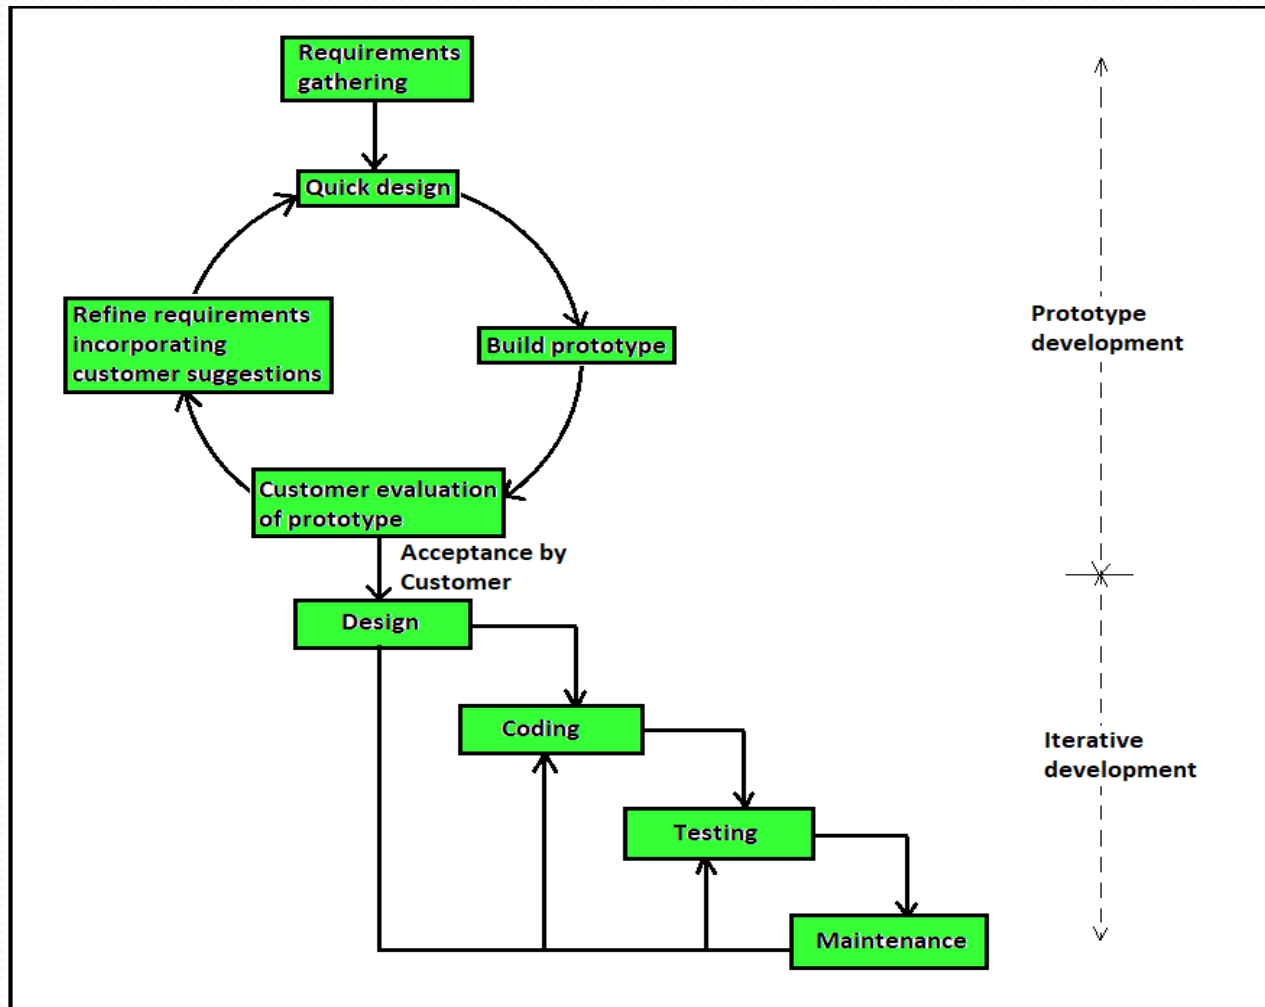 Requirements
gathering
Quick design
Refine requirements
incorporating
customer suggestions
Build prototype
Prototype
development
Customer evaluation
of prototype
Acceptance by
Customer
Design
Coding
Iterative
development
Testing
Maintenance